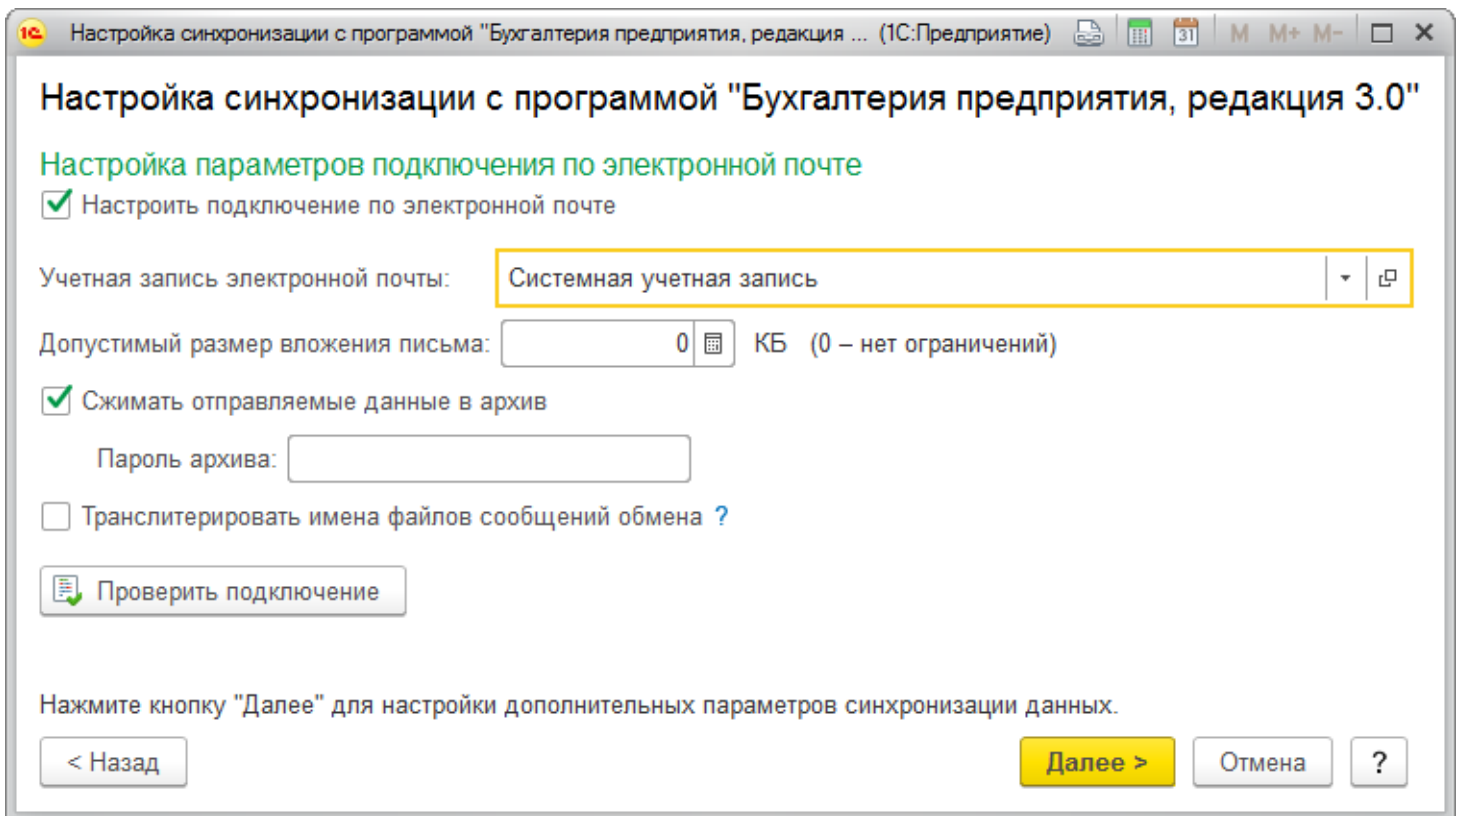 1С Настройка синхронизации с программой "Бухгалтерия предприятия, редакция ... (1С:Предприятие) 31 M M+ M-
Настройка синхронизации с программой "Бухгалтерия предприятия, редакция 3.0"
Настройка параметров подключения по электронной почте
Настроить подключение по электронной почте
Учетная запись электронной почты: Системная учетная запись
Допустимый размер вложения письма: 0 КБ (0 – нет ограничений)
Сжимать отправляемые данные в архив
Пароль архива:
Транслитерировать имена файлов сообщений обмена ?
Проверить подключение
Нажмите кнопку "Далее" для настройки дополнительных параметров синхронизации данных.
< Назад Далее > Отмена ?